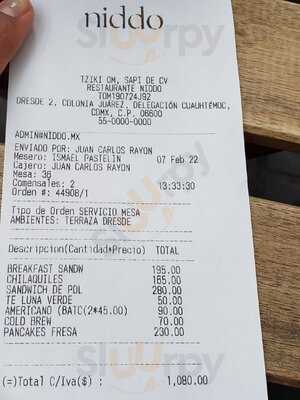 niddo
TZIKI OM, SAPI DE CV
RESTAURANTE NIDDO
TOM190724J92
DRESDE 2, COLONIA JUÁREZ, DELEGACIÓN CUAUHTÉMOC,
CDMX, C.P. 06600
55-0000-0000
ADMIN@NIDDO.MX
ENVIADO POR: JUAN CARLOS RAYON
Mesero: ISMAEL PASTELIN 07 Feb 22
Cajero: JUAN CARLOS RAYON
Mesa: 36
Comensales: 2 13:33:30
Orden #: 44908/1
Tipo de Orden SERVICIO MESA
AMBIENTES: TERRAZA DRESDE
Descripcion(Cantidad*Precio) TOTAL
BREAKFAST SANDW 195.00
CHILAQUILES 165.00
SANDWICH DE POL 280.00
TE LUNA VERDE 50.00
AMERICANO (BATC(2*45.00) 90.00
COLD BREW 70.00
PANCAKES FRESA 230.00
(=)Total C/Iva($) : 1,080.00